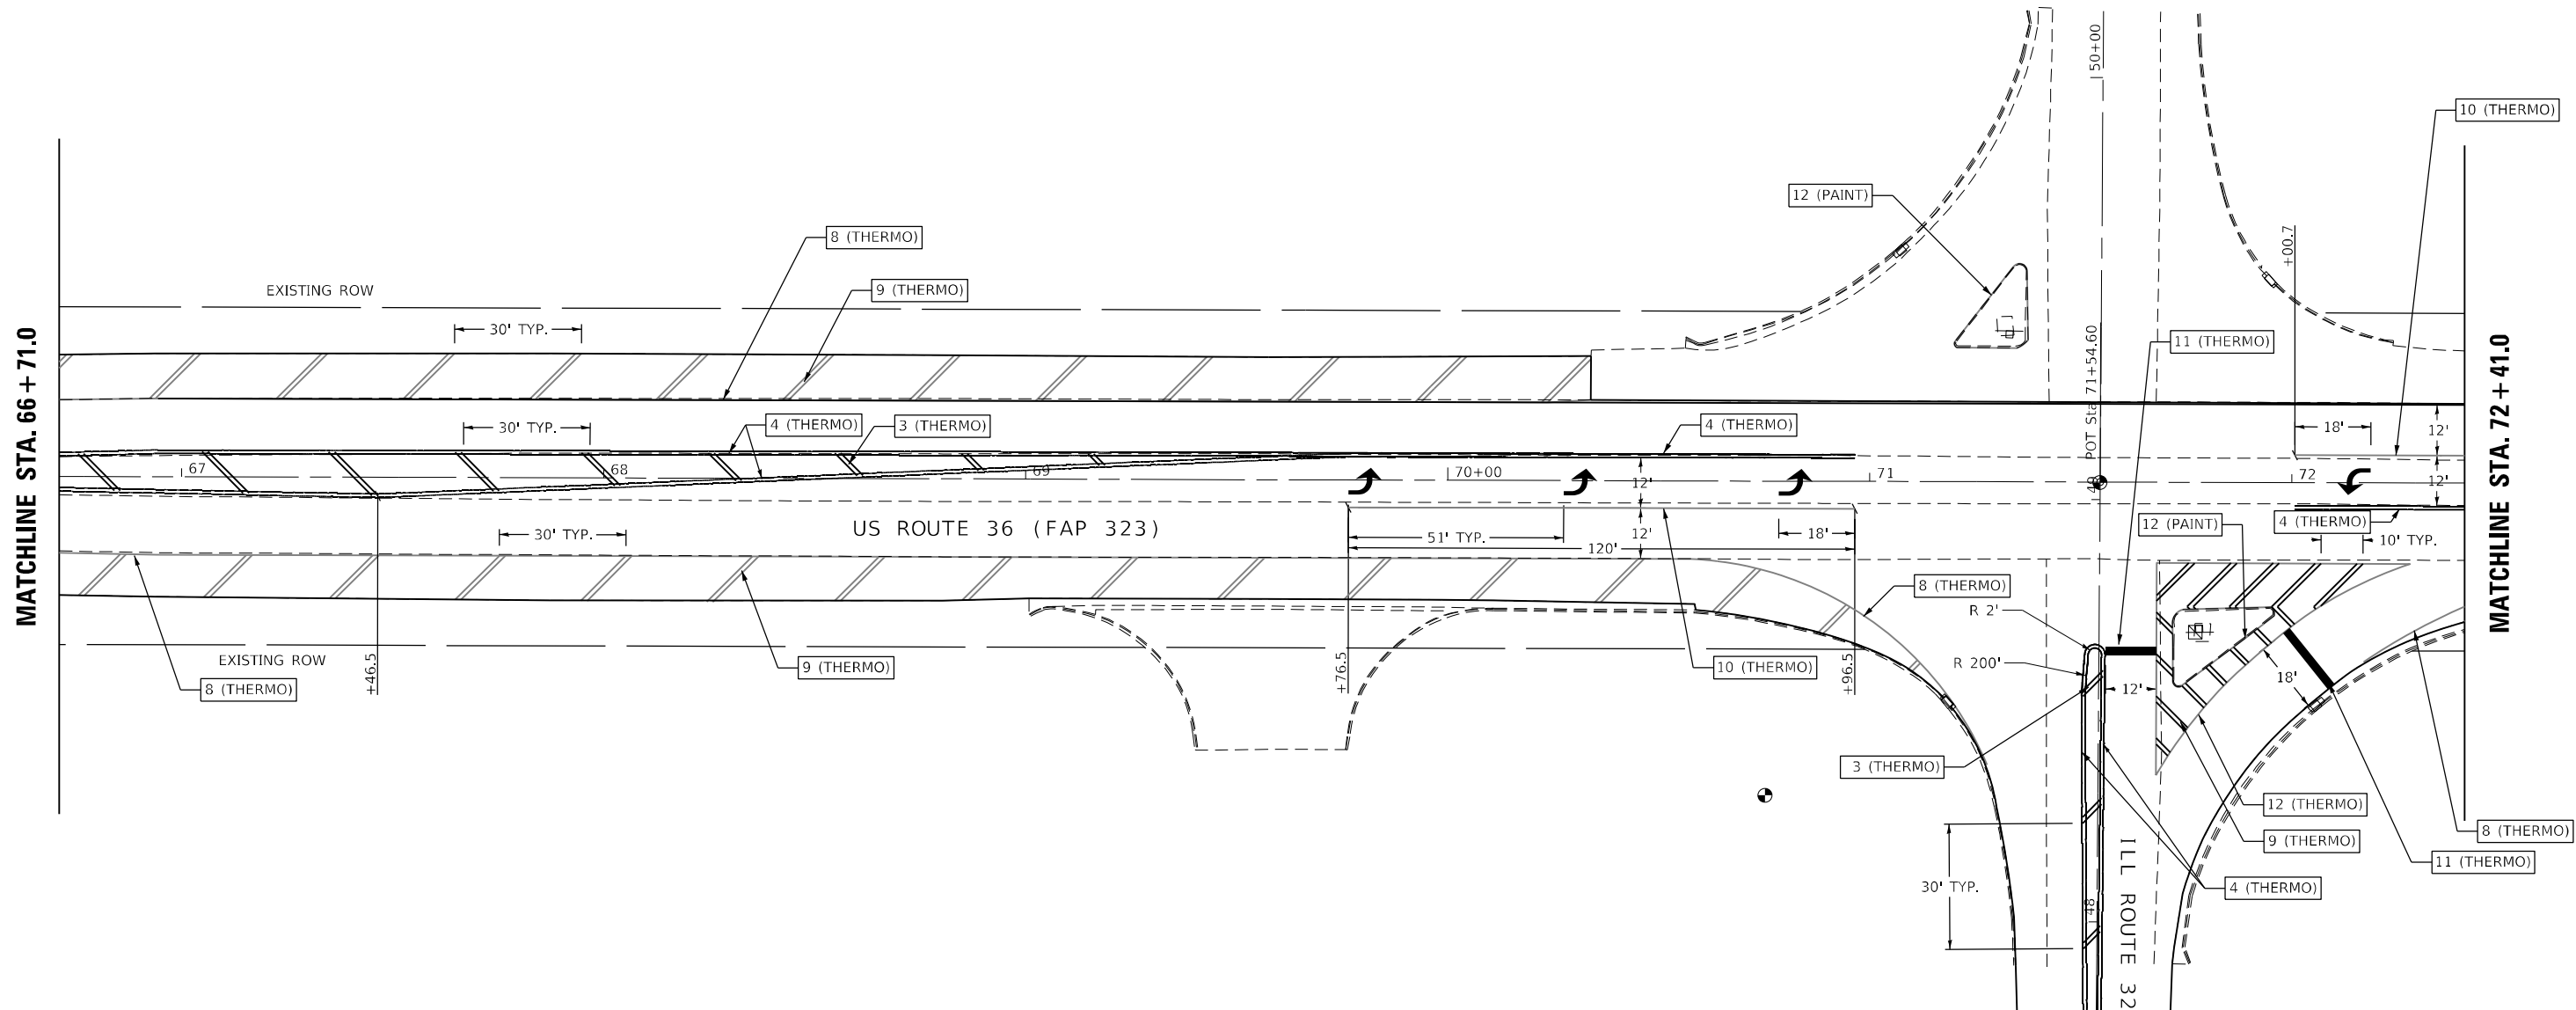 50+00
10 (THERMO)
12 (PAINT)
8 (THERMO)
+00.7
EXISTING ROW
9 (THERMO)
30' TYP.
11 (THERMO)
POT Sta 71+54.60
MATCHLINE STA. 66 + 71.0
MATCHLINE STA. 72 + 41.0
30' TYP.
4 (THERMO)
3 (THERMO)
4 (THERMO)
18'
12'
67
68
69
70+00
71
72
12'
12'
49
US ROUTE 36 (FAP 323)
30' TYP.
51' TYP.
12'
18'
120'
12 (PAINT)
4 (THERMO)
10' TYP.
8 (THERMO)
R 2'
EXISTING ROW
+46.5
9 (THERMO)
+76.5
10 (THERMO)
+96.5
R 200'
12'
18'
8 (THERMO)
3 (THERMO)
12 (THERMO)
9 (THERMO)
8 (THERMO)
11 (THERMO)
30' TYP.
4 (THERMO)
48
ILL ROUTE 32